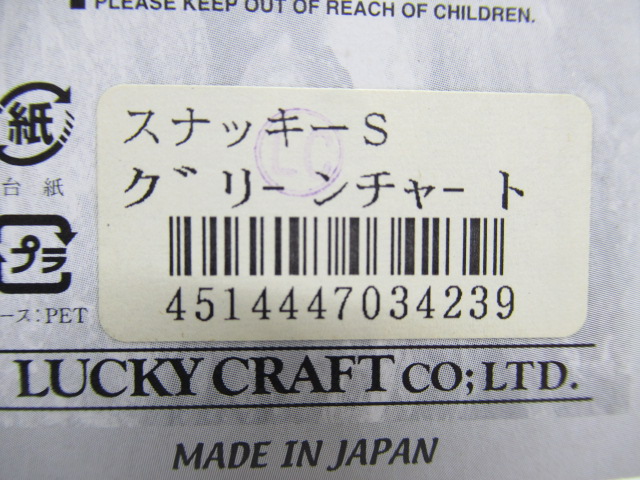 PLEASE KEEP OUT OF REACH OF CHILDREN.
紙
台紙
プラ
ース:PET
スナッキーS
グリーンチャート
LC
4514447034239
LUCKY CRAFT CO;LTD.
MADE IN JAPAN